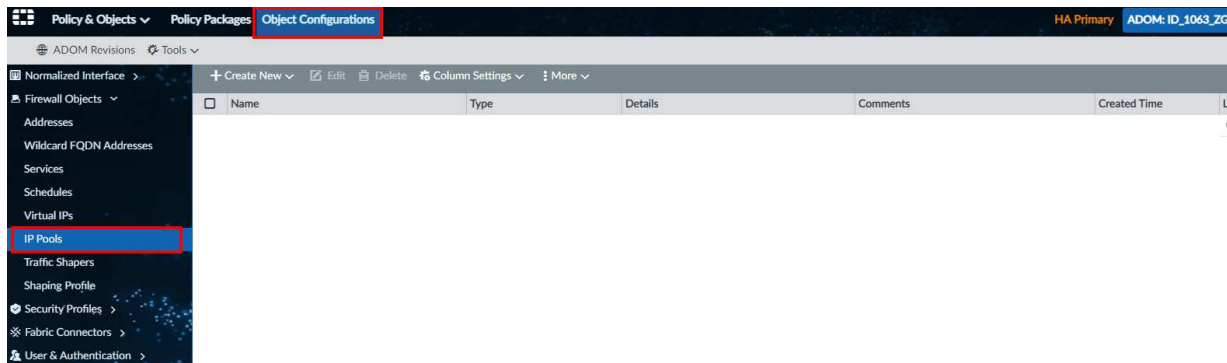 Policy & Objects Policy Packages Object Configurations HA Primary ADOM: ID_1063_ZG
ADOM Revisions Tools
Normalized Interface + Create New Edit Delete Column Settings More
Firewall Objects Name Type Details Comments Created Time L
Addresses
Wildcard FQDN Addresses
Services
Schedules
Virtual IPs
IP Pools
Traffic Shapers
Shaping Profile
Security Profiles
Fabric Connectors
User & Authentication